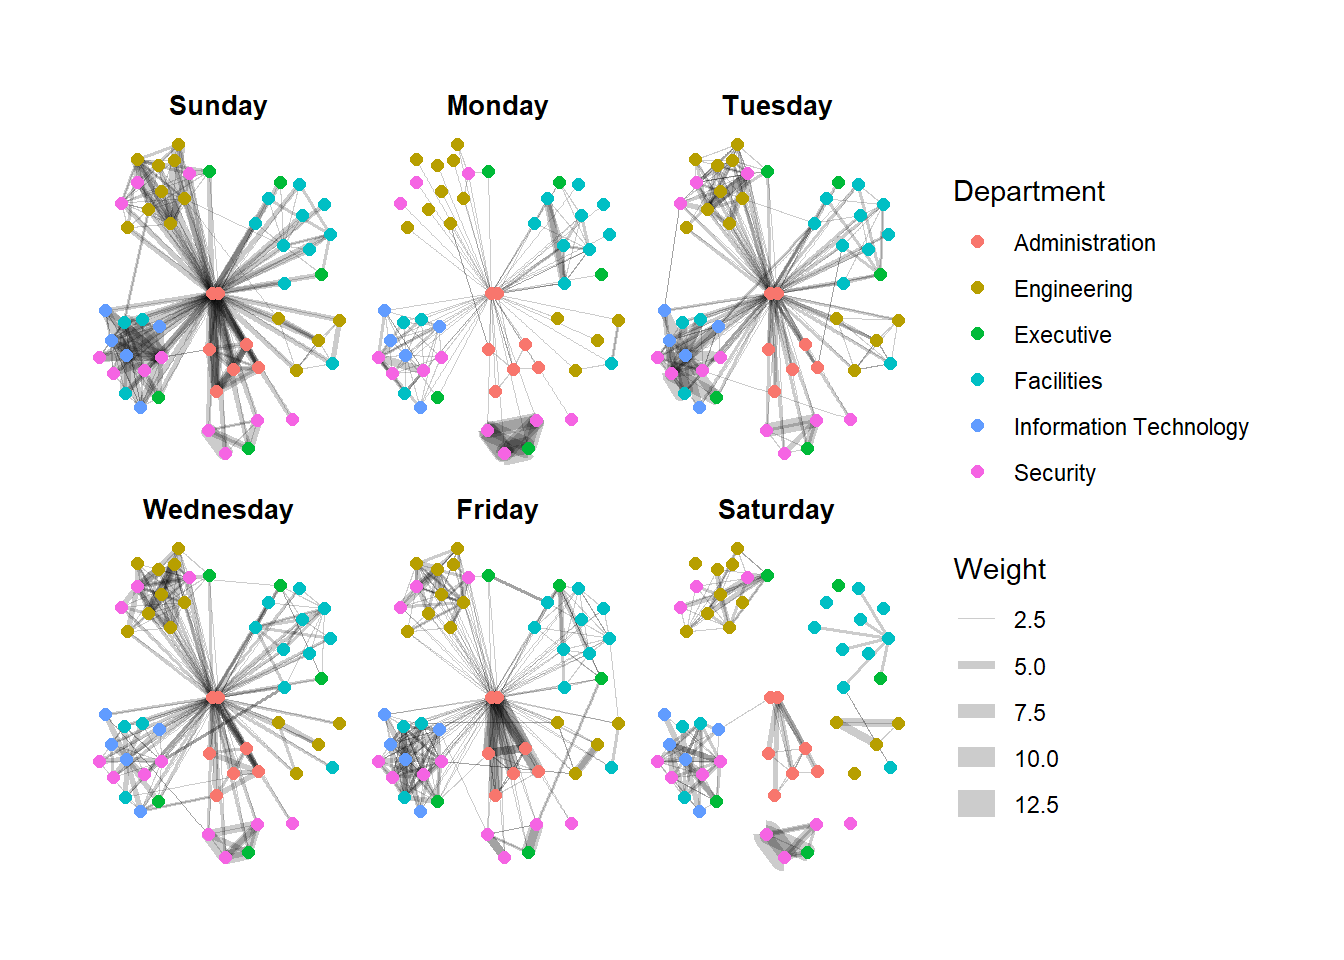 Sunday
Monday
Tuesday
Wednesday
Friday
Saturday
Department
Administration
Engineering
Executive
Facilities
Information Technology
Security
Weight
2.5
5.0
7.5
10.0
12.5